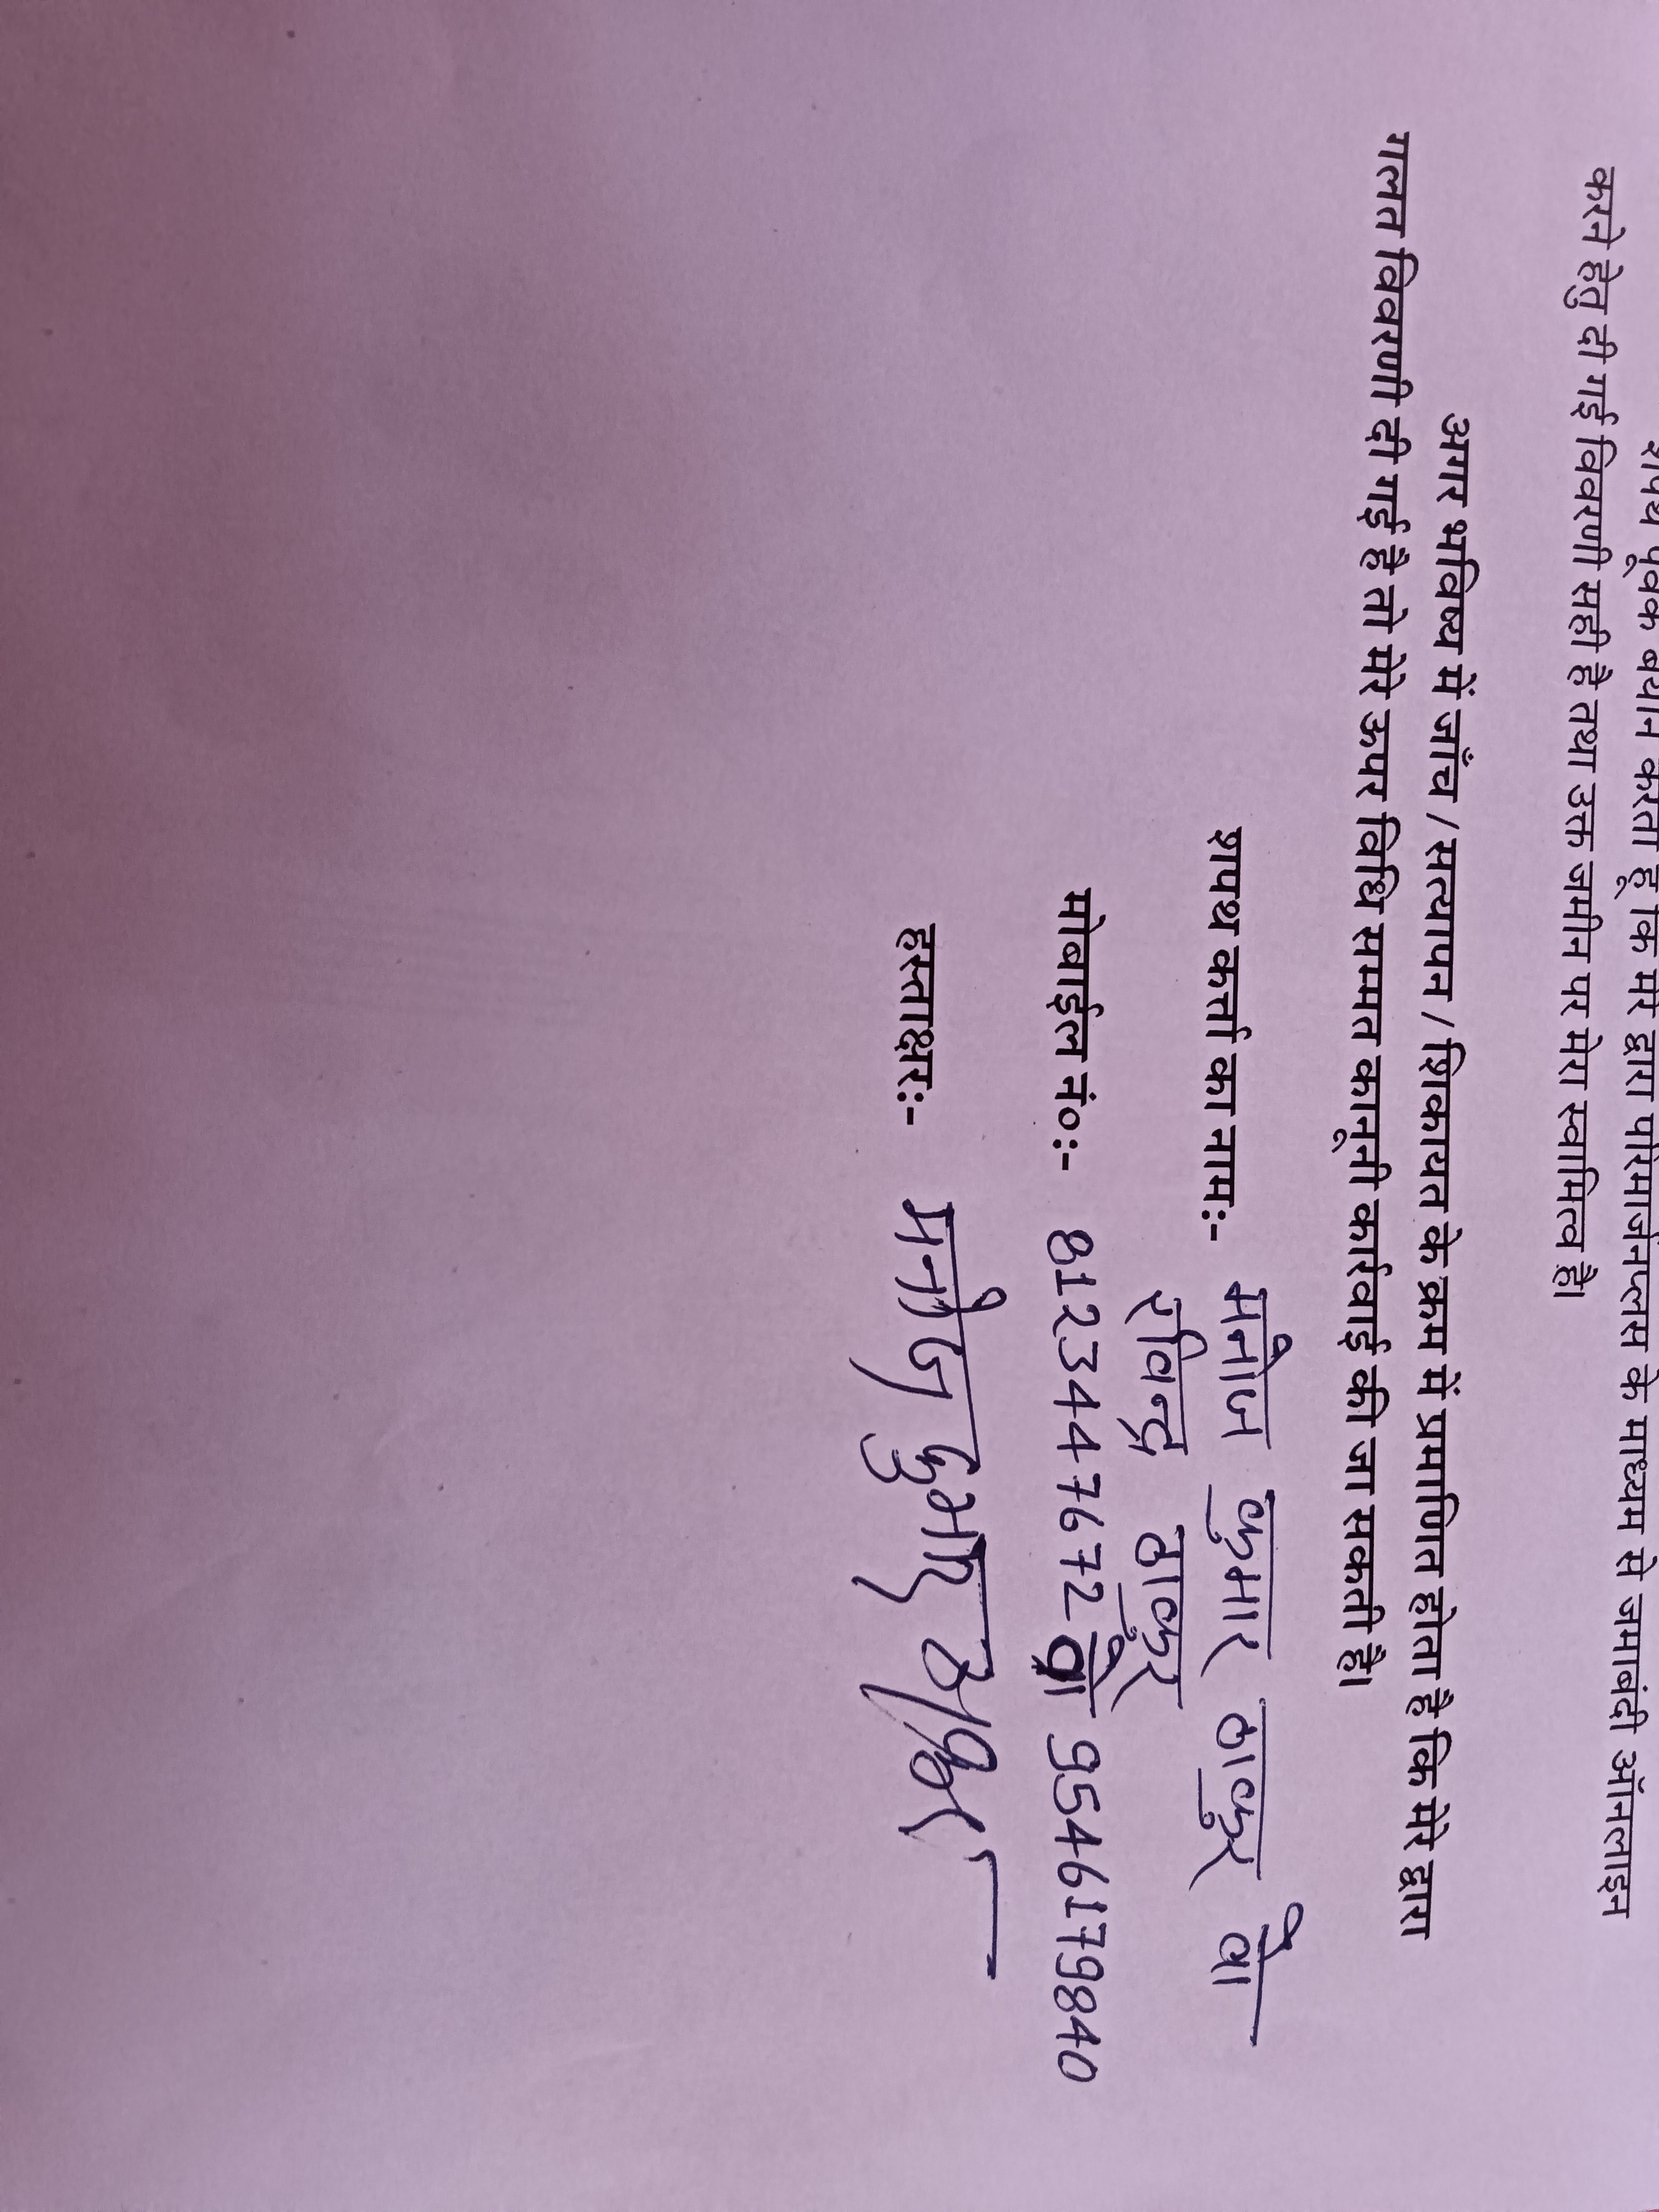 शपथ पूर्वक बयान करता हूँ कि मेरे द्वारा परिमार्जनप्लस के माध्यम से जमाबंदी ऑनलाइन
करने हेतु दी गई विवरणी सही है तथा उक्त जमीन पर मेरा स्वामित्व है।
अगर भविष्य में जाँच / सत्यापन / शिकायत के क्रम में प्रमाणित होता है कि मेरे द्वारा
गलत विवरणी दी गई है तो मेरे ऊपर विधि सम्मत कानूनी कार्रवाई की जा सकती है।
शपथ कर्त्ता का नामः:- मनोज कुमार ठाकुर वो
रविन्द्र ठाकुर
मोबाईल नं०:- 8123447672 वो 9546179840
हस्ताक्षरः:- मनोज कुमार ठाकुर